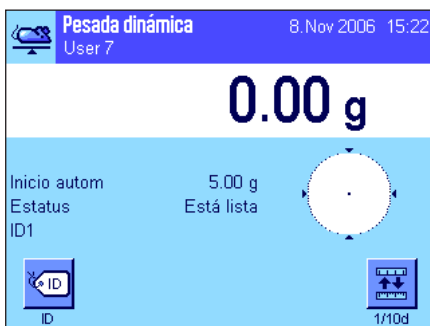 Pesada dinámica 8.Nov 2006 15:22
User 7
0.00 g
Inicio autom 5.00 g
Estatus Está lista
ID1
ID
ID 1/10d